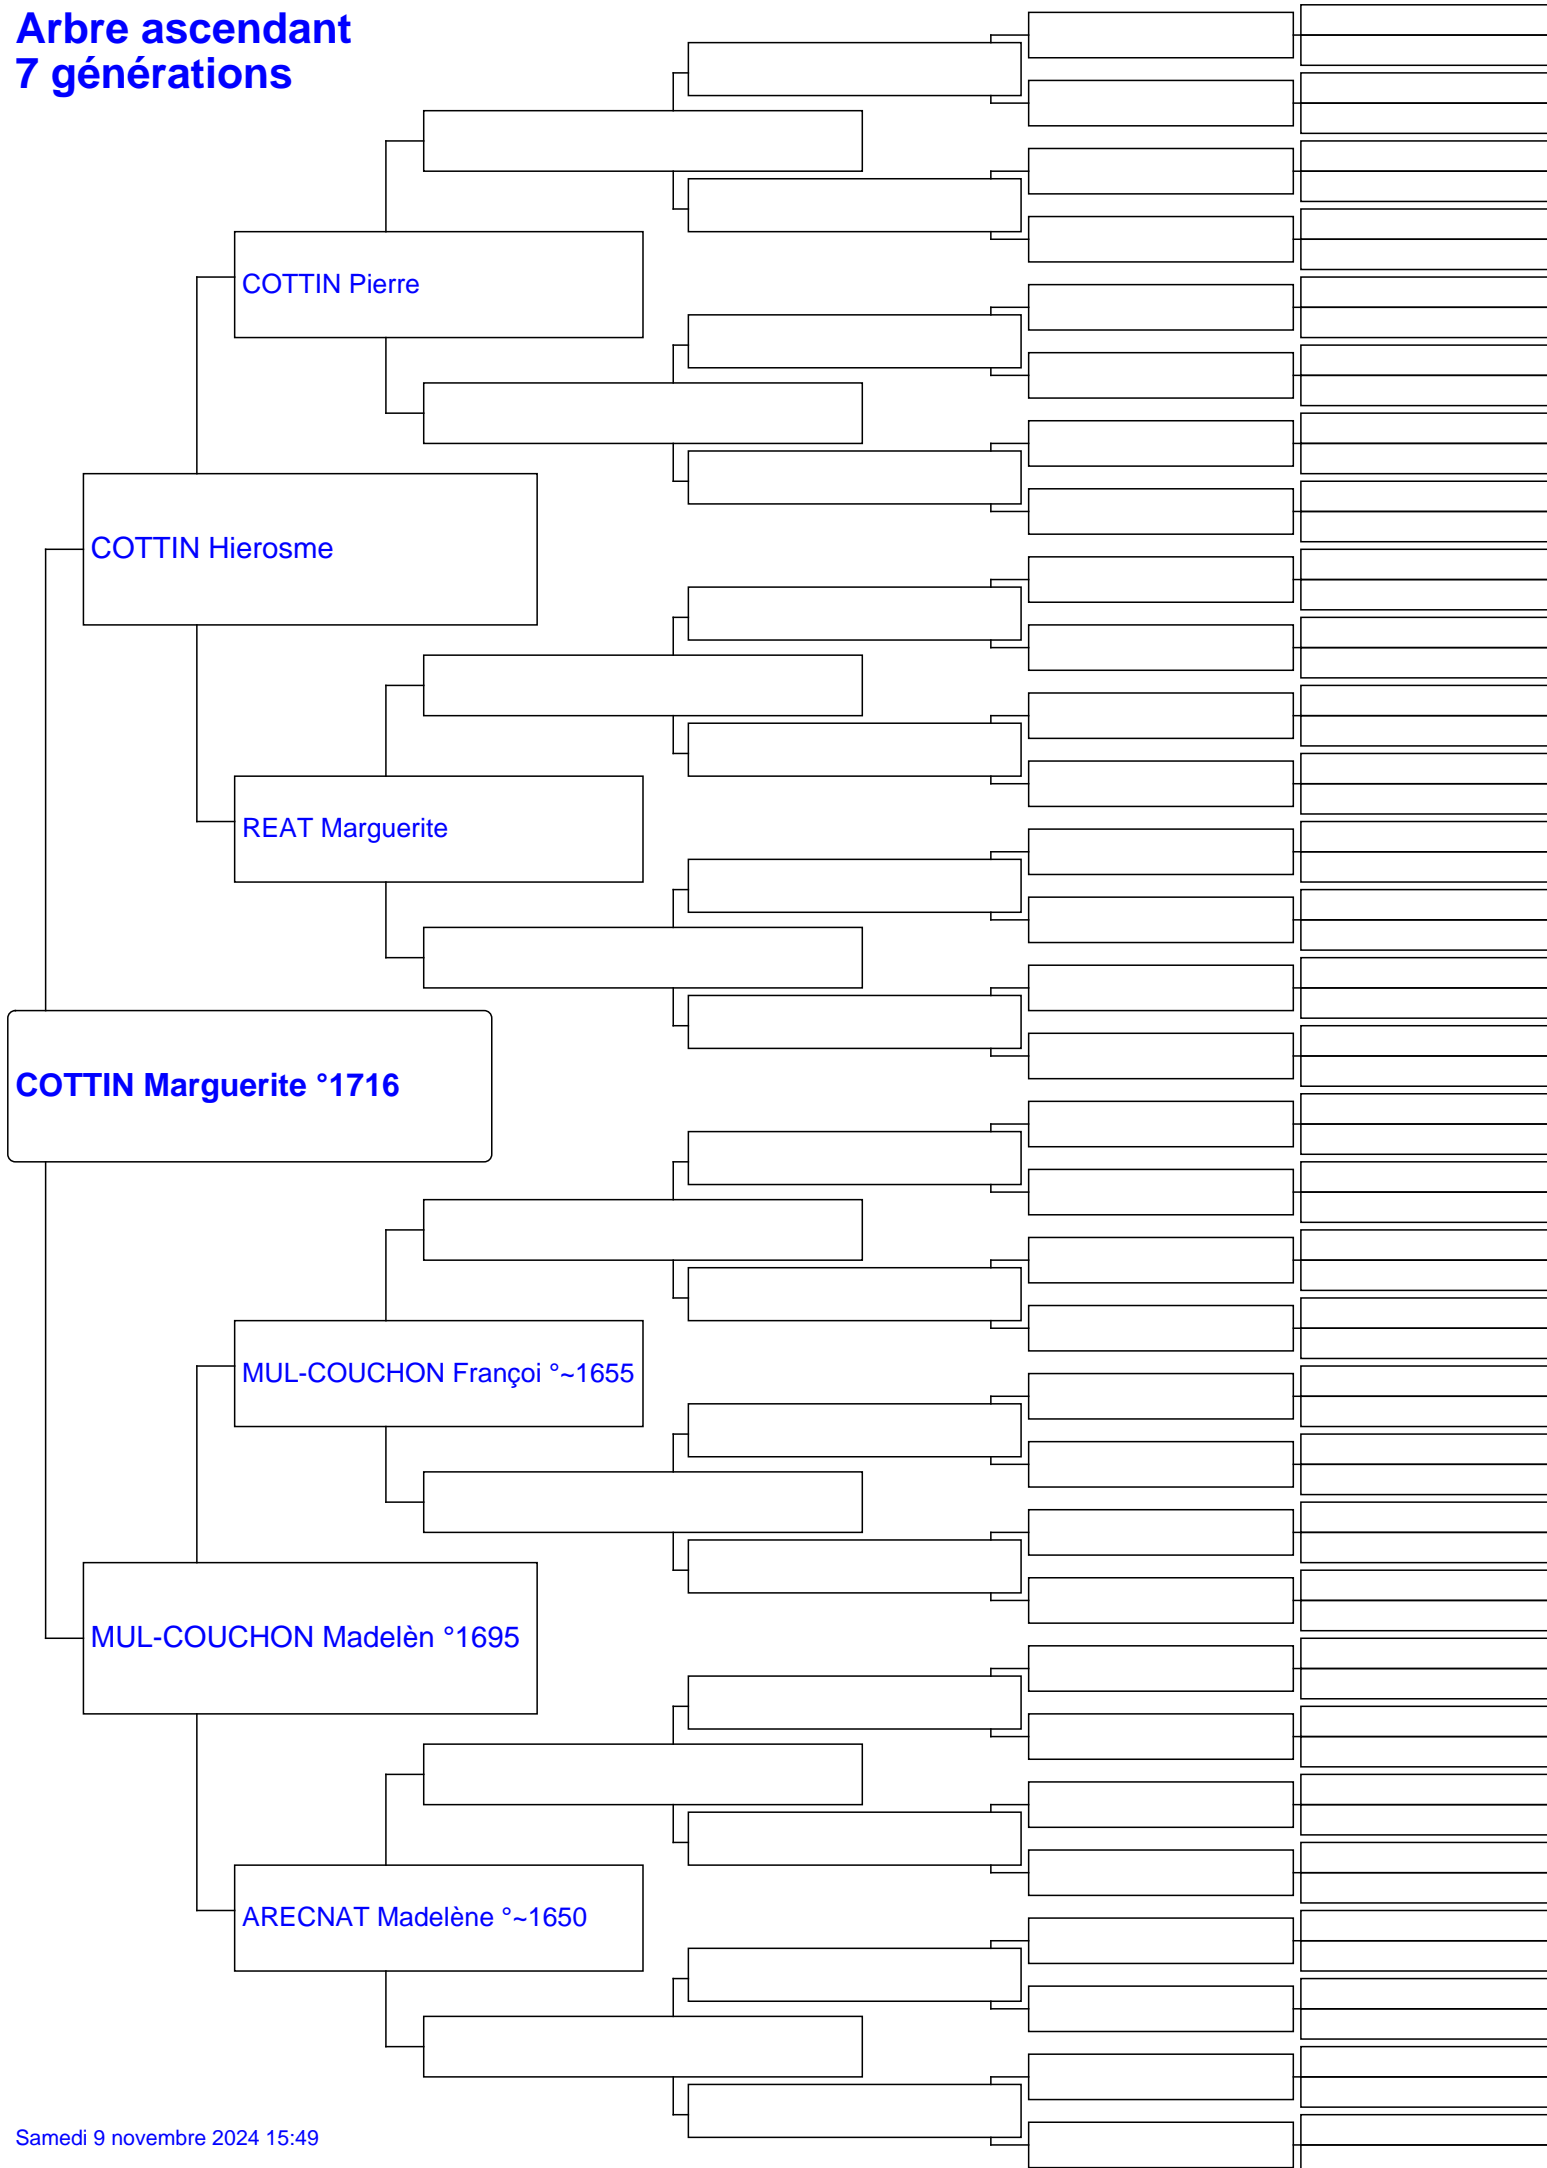 Arbre ascendant
7 générations
COTTIN Pierre
COTTIN Hierosme
REAT Marguerite
COTTIN Marguerite °1716
MUL-COUCHON Françoi °~1655
MUL-COUCHON Madelèn °1695
ARECNAT Madelène °~1650
Samedi 9 novembre 2024 15:49